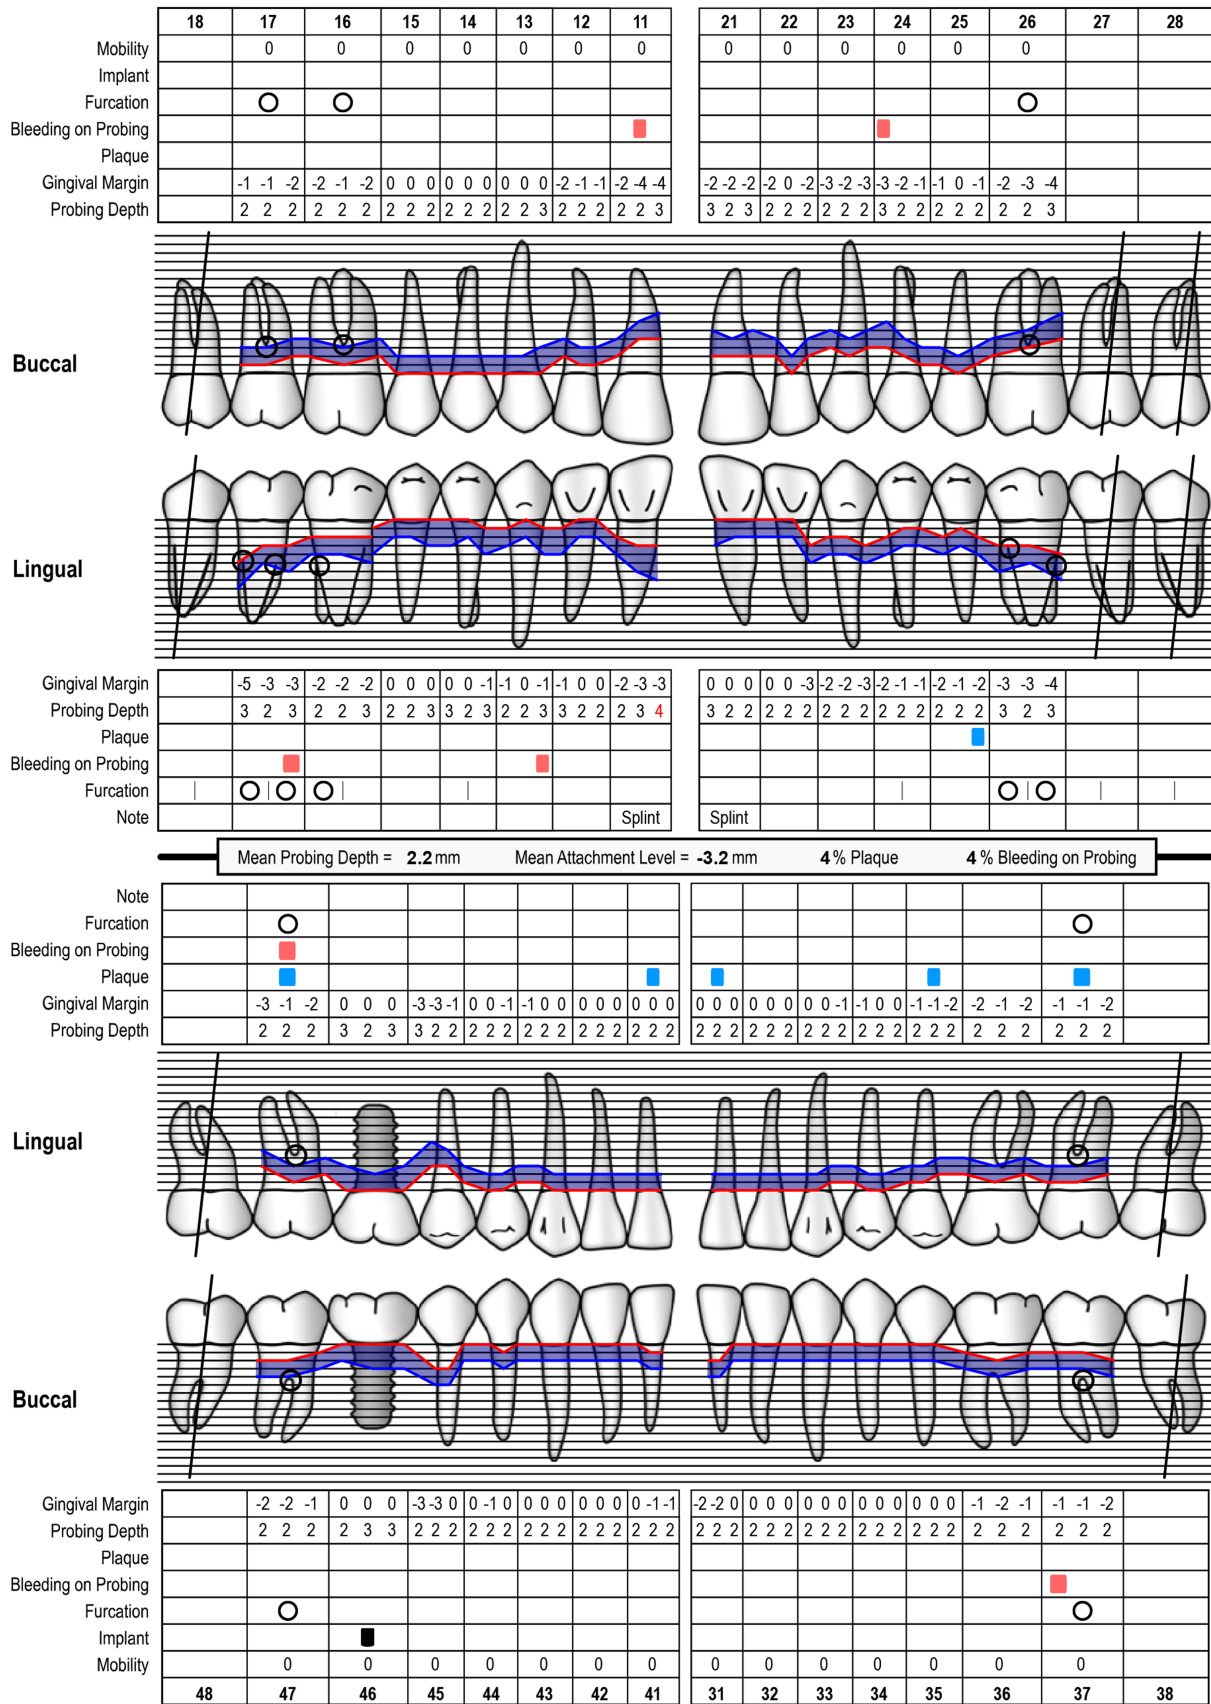 18 17 16 15 14 13 12 11 21 22 23 24 25 26 27 28
Mobility 0 0 0 0 0 0 0 0 0 0 0 0 0
Implant
Furcation
Bleeding on Probing
Plaque
Gingival Margin -1 -1 -2 -2 -1 -2 0 0 0 0 0 0 0 0 0 -2 -1 -1 -2 -4 -4 -2 -2 -2 -2 0 -2 -3 -2 -3 -3 -2 -1 -1 0 -1 -2 -3 -4
Probing Depth 2 2 2 2 2 2 2 2 2 2 2 2 2 2 3 2 2 2 2 2 3 3 2 3 2 2 2 2 2 2 3 2 2 2 2 2 2 2 3
Buccal
Lingual
Gingival Margin -5 -3 -3 -2 -2 -2 0 0 0 0 0 -1 -1 0 -1 -1 0 0 -2 -3 -3 0 0 0 0 0 -3 -2 -2 -3 -2 -1 -1 -2 -1 -2 -3 -3 -4
Probing Depth 3 2 3 2 2 3 2 2 3 3 2 3 2 2 3 3 2 2 2 3 4 3 2 2 2 2 2 2 2 2 2 2 2 2 2 2 3 2 3
Plaque
Bleeding on Probing
Furcation
Note Splint Splint
Mean Probing Depth = 2.2 mm Mean Attachment Level = -3.2 mm 4 % Plaque 4 % Bleeding on Probing
Note
Furcation
Bleeding on Probing
Plaque
Gingival Margin -3 -1 -2 0 0 0 -3 -3 -1 0 0 -1 -1 0 0 0 0 0 0 0 0 0 0 0 0 0 0 0 0 -1 -1 0 0 -1 -1 -2 -2 -1 -2 -1 -1 -2
Probing Depth 2 2 2 3 2 3 3 2 2 2 2 2 2 2 2 2 2 2 2 2 2 2 2 2 2 2 2 2 2 2 2 2 2 2 2 2 2 2 2 2 2 2
Lingual
Buccal
Gingival Margin -2 -2 -1 0 0 0 -3 -3 0 0 -1 0 0 0 0 0 0 0 0 -1 -1 -2 -2 0 0 0 0 0 0 0 0 0 0 0 0 0 -1 -2 -1 -1 -1 -2
Probing Depth 2 2 2 2 3 3 2 2 2 2 2 2 2 2 2 2 2 2 2 2 2 2 2 2 2 2 2 2 2 2 2 2 2 2 2 2 2 2 2 2 2 2
Plaque
Bleeding on Probing
Furcation
Implant
Mobility 0 0 0 0 0 0 0 0 0 0 0 0 0 0
48 47 46 45 44 43 42 41 31 32 33 34 35 36 37 38